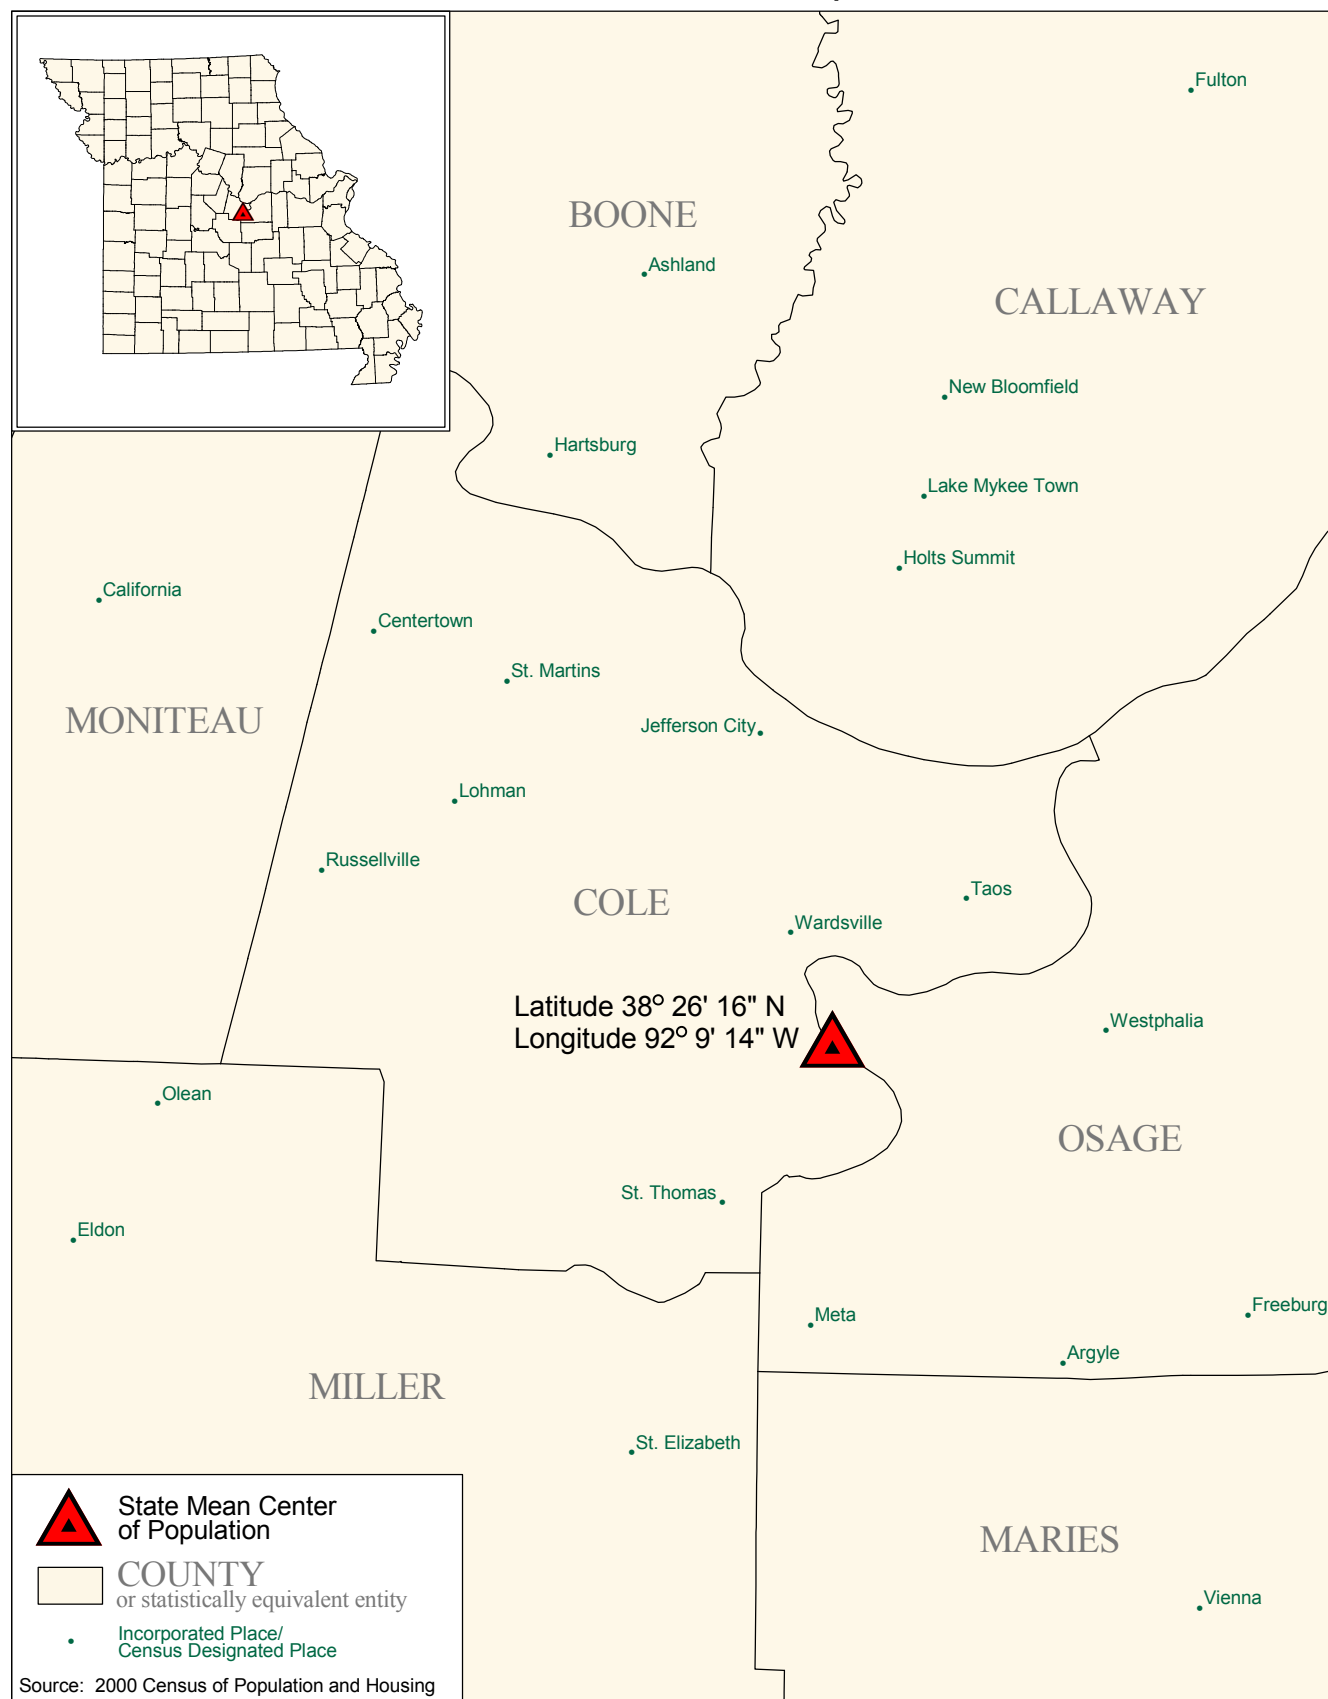 Fulton
BOONE
Ashland
CALLAWAY
New Bloomfield
Hartsburg
Lake Mykee Town
Holts Summit
California
Centertown
St. Martins
MONITEAU
Jefferson City
Lohman
Russellville
COLE
Taos
Wardsville
Latitude 38° 26' 16" N
Longitude 92° 9' 14" W
Westphalia
Olean
OSAGE
St. Thomas
Eldon
Meta
Freeburg
Argyle
MILLER
St. Elizabeth
MARIES
Vienna
State Mean Center
of Population
COUNTY
or statistically equivalent entity
Incorporated Place/
Census Designated Place
Source: 2000 Census of Population and Housing